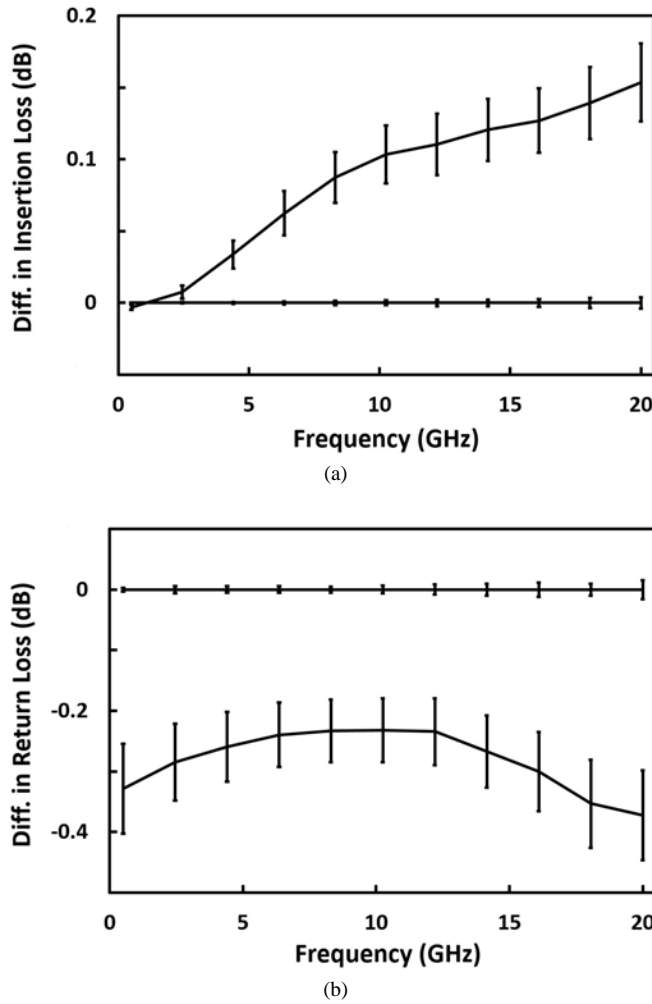 0.2
0.1
0
Diff. in Insertion Loss (dB)
0 5 10 15 20
Frequency (GHz)
(a)
0
-0.2
-0.4
Diff. in Return Loss (dB)
0 5 10 15 20
Frequency (GHz)
(b)